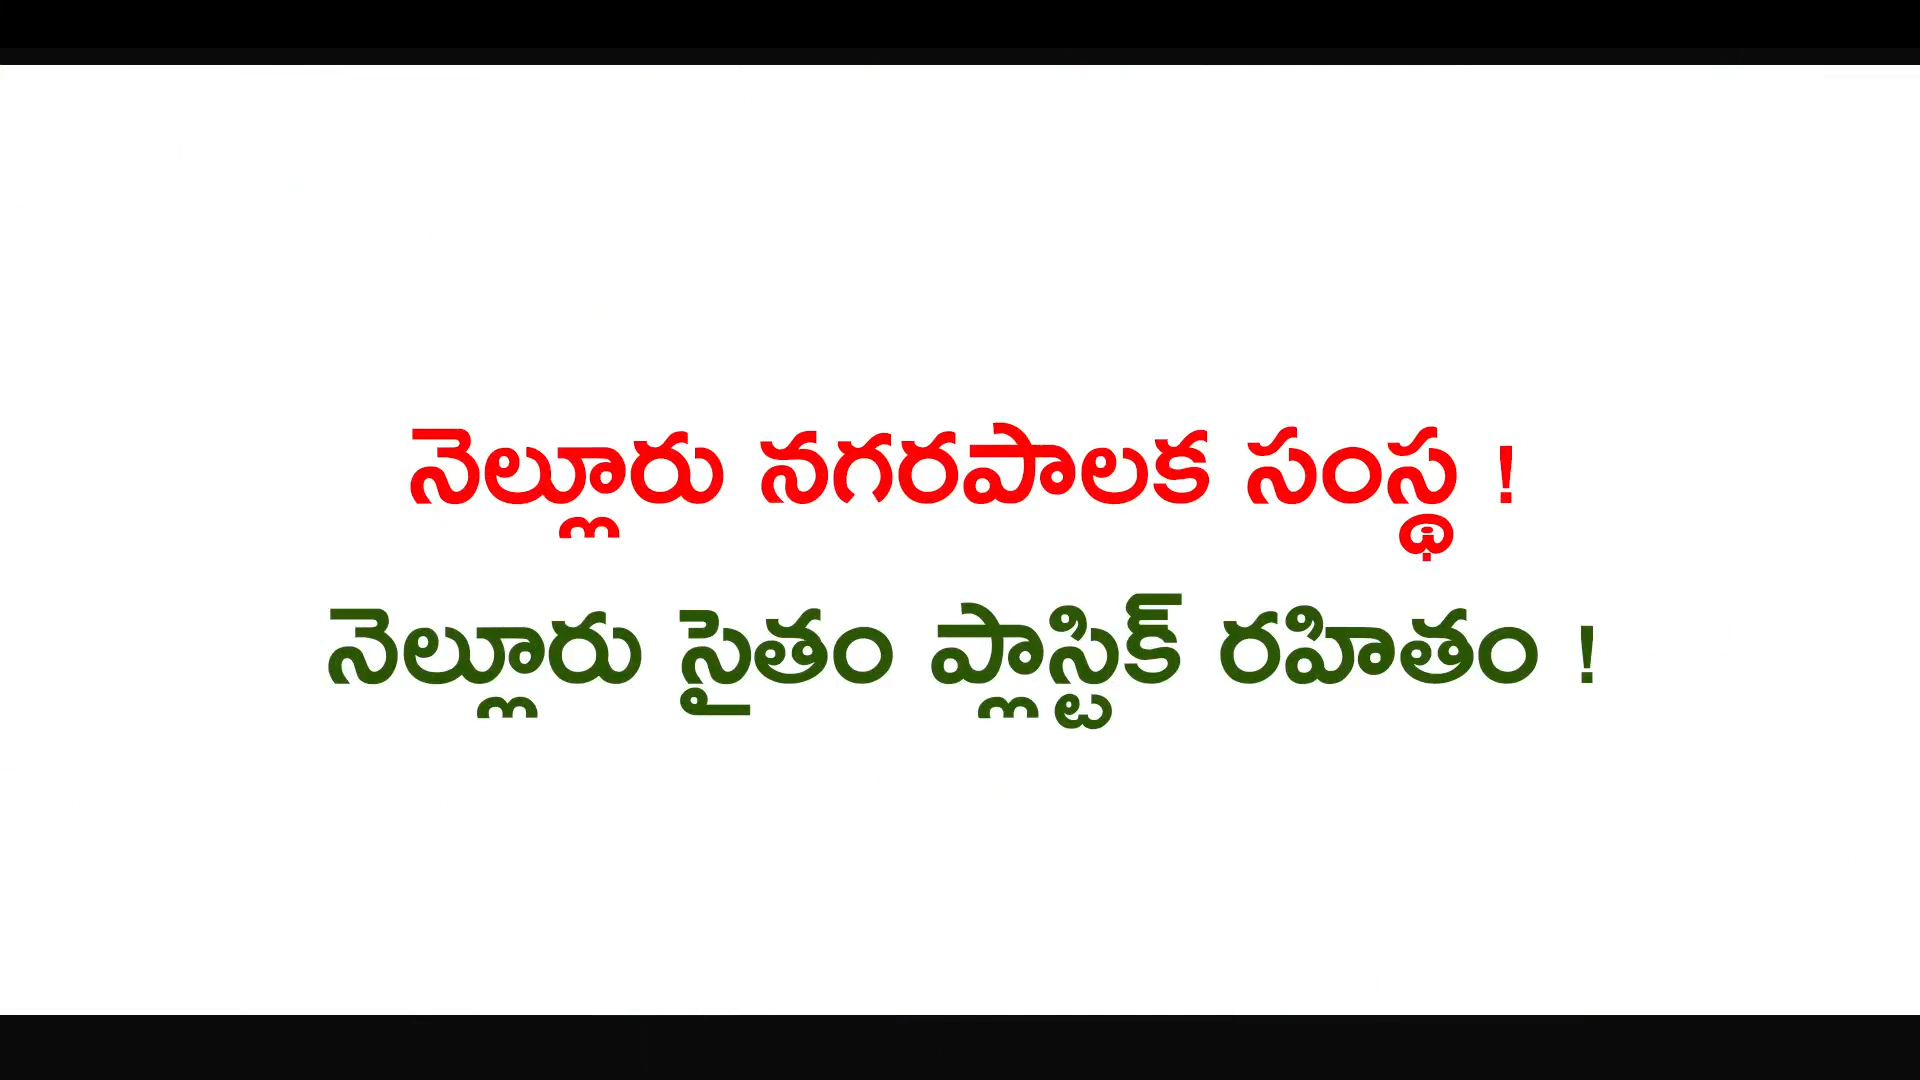 నెల్లూరు నగరపాలక సంస్థ !
నెల్లూరు సైతం ప్లాస్టిక్ రహితం !